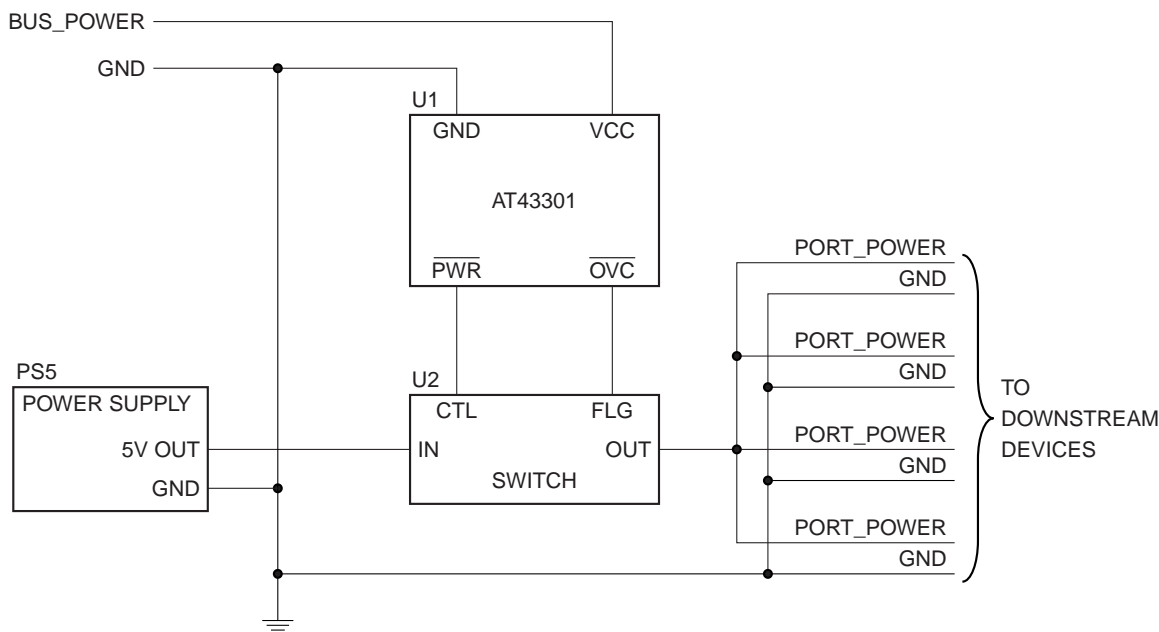 BUS_POWER
GND
U1
GND VCC
AT43301
PWR OVC
PORT_POWER
GND
PORT_POWER
GND
PORT_POWER
GND
PORT_POWER
GND
TO
DOWNSTREAM
DEVICES
PS5
POWER SUPPLY
5V OUT
GND
U2
CTL FLG
IN OUT
SWITCH